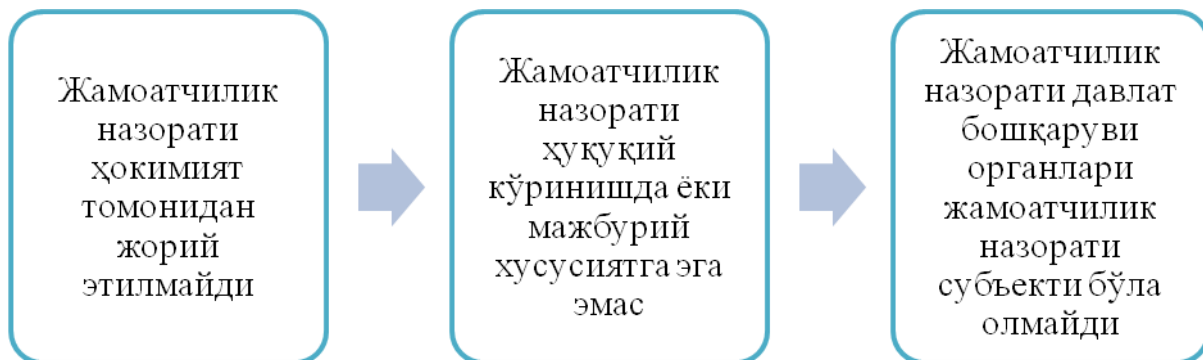 Жамоатчилик
назорати
ҳокимият
томонидан
жорий
этилмайди
Жамоатчилик
назорати
ҳуқуқий
кўринишда ёки
мажбурий
хусусиятга эга
эмас
Жамоатчилик
назорати давлат
бошқаруви
органлари
жамоатчилик
назорати
субъекти бўла
олмайди